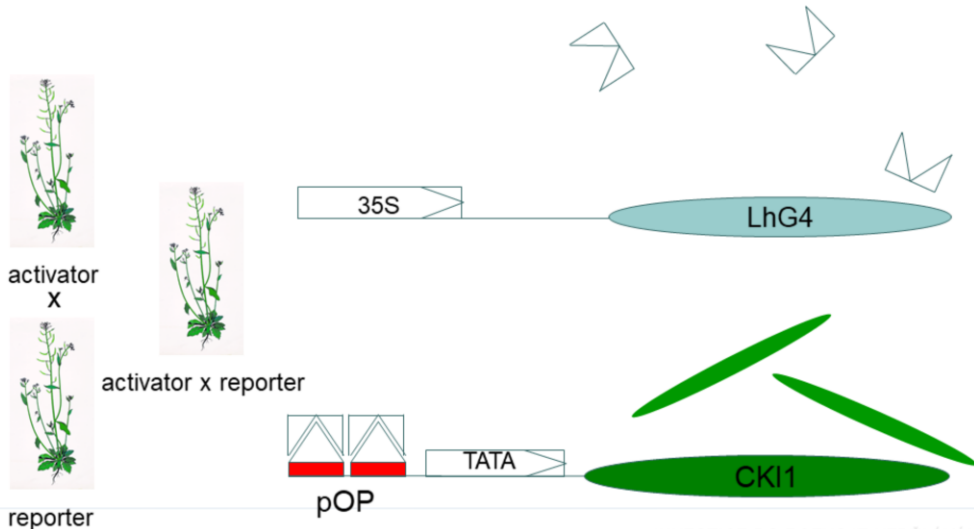 35S
LhG4
activator
x
activator x reporter
TATA
CKI1
pOP
reporter